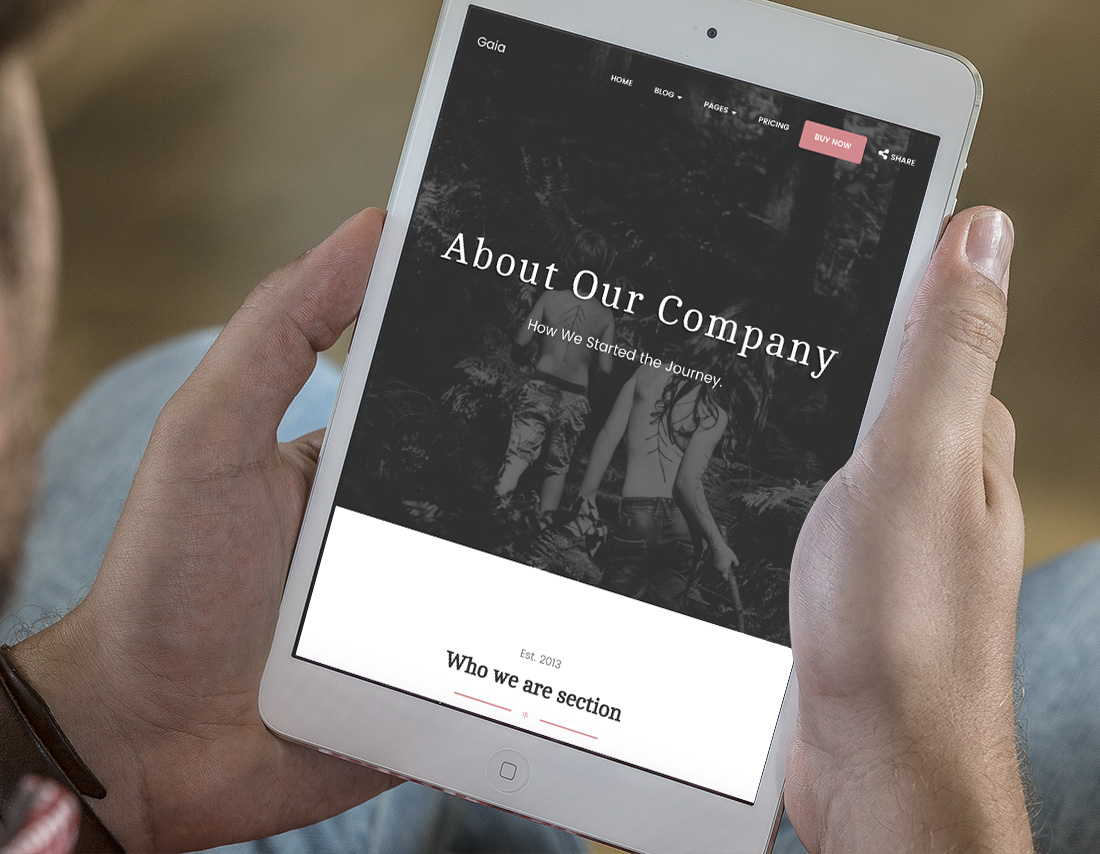 Gaia
HOME BLOG PAGES PRICING BUY NOW SHARE
About Our Company
How We Started the Journey.
Est. 2013
Who we are section